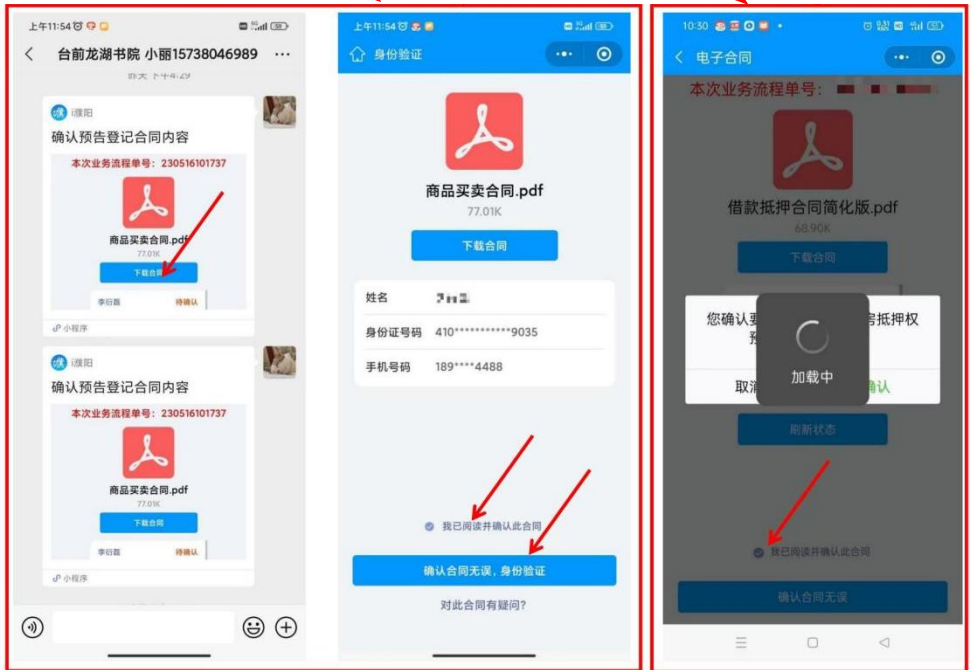 上午11:54
台前龙湖书院 小丽15738046989
昨天 下午4:29
i濮阳
确认预告登记合同内容
本次业务流程单号：230516101737
商品买卖合同.pdf
77.01K
下载合同
待确认
小程序
i濮阳
确认预告登记合同内容
本次业务流程单号：230516101737
商品买卖合同.pdf
77.01K
下载合同
待确认
小程序
上午11:54
身份验证
商品买卖合同.pdf
77.01K
下载合同
姓名
身份证号码 410***********9035
手机号码 189****4488
我已阅读并确认此合同
确认合同无误，身份验证
对此合同有疑问?
10:30
电子合同
本次业务流程单号：
借款抵押合同简化版.pdf
68.90K
下载合同
您确认要
房抵押权
加载中
取消
确认
刷新状态
我已阅读并确认此合同
确认合同无误